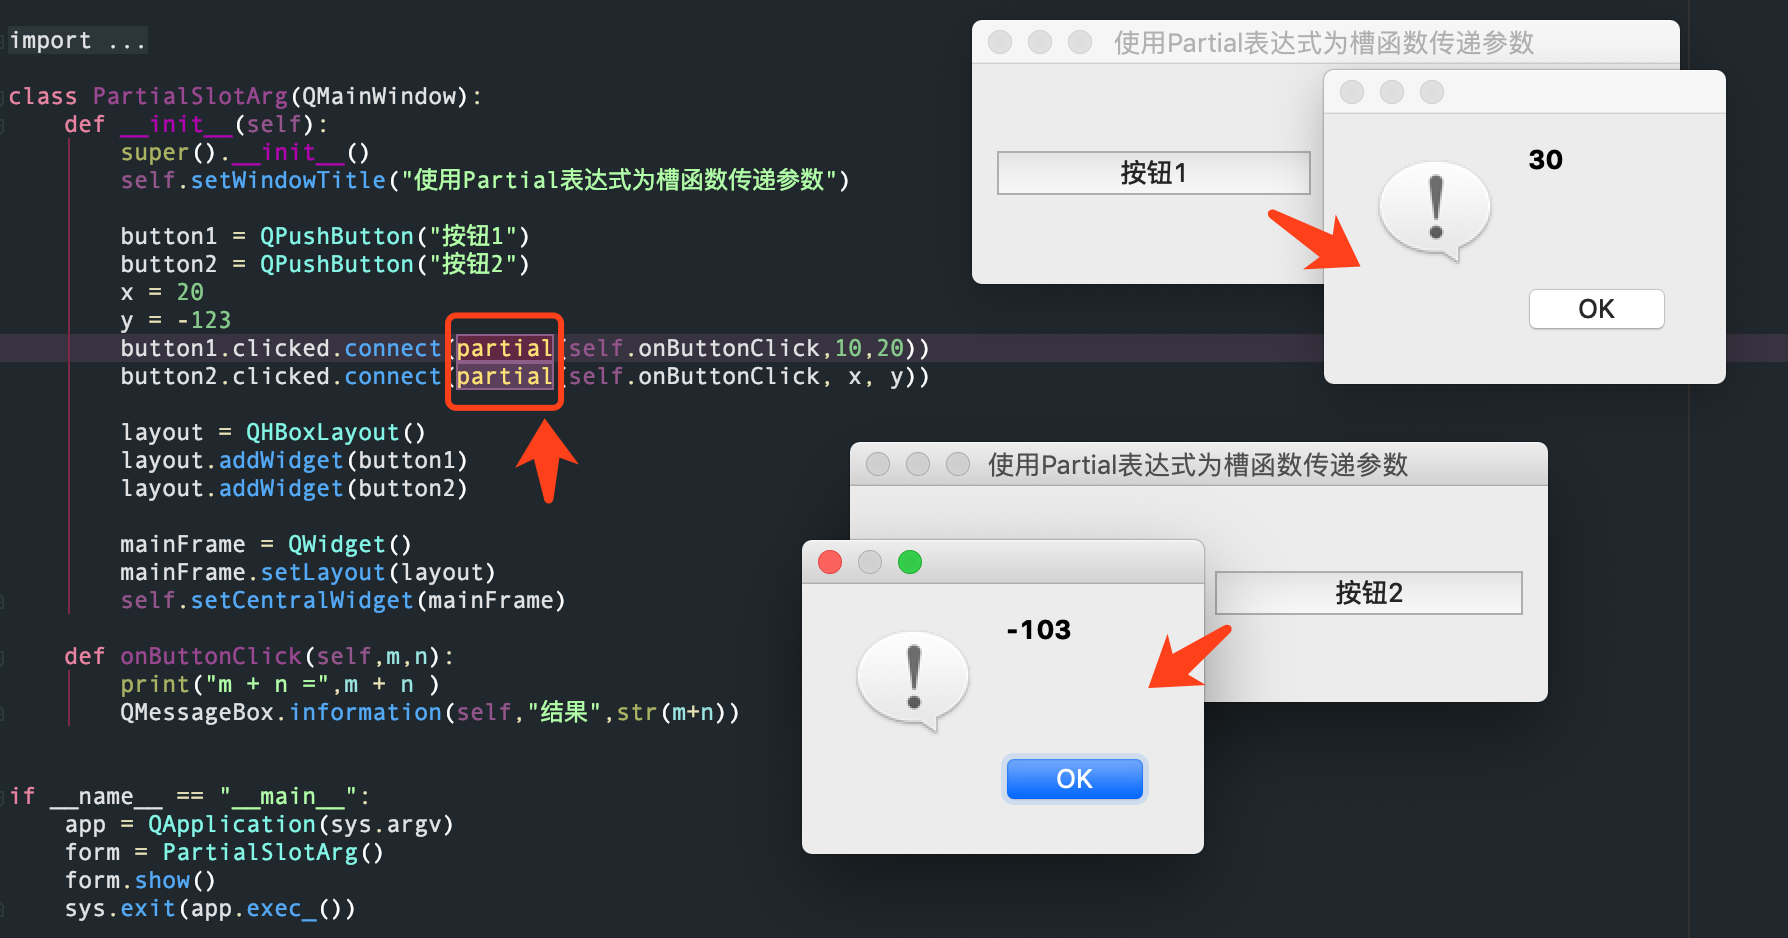 import ...
class PartialSlotArg(QMainWindow):
    def __init__(self):
        super().__init__()
        self.setWindowTitle("使用Partial表达式为槽函数传递参数")
        button1 = QPushButton("按钮1")
        button2 = QPushButton("按钮2")
        x = 20
        y = -123
        button1.clicked.connect(partial(self.onButtonClick,10,20))
        button2.clicked.connect(partial(self.onButtonClick, x, y))
        layout = QHBoxLayout()
        layout.addWidget(button1)
        layout.addWidget(button2)
        mainFrame = QWidget()
        mainFrame.setLayout(layout)
        self.setCentralWidget(mainFrame)
    def onButtonClick(self,m,n):
        print("m + n =",m + n )
        QMessageBox.information(self,"结果",str(m+n))
if __name__ == "__main__":
    app = QApplication(sys.argv)
    form = PartialSlotArg()
    form.show()
    sys.exit(app.exec_())
使用Partial表达式为槽函数传递参数
按钮1
30
OK
使用Partial表达式为槽函数传递参数
按钮2
-103
OK